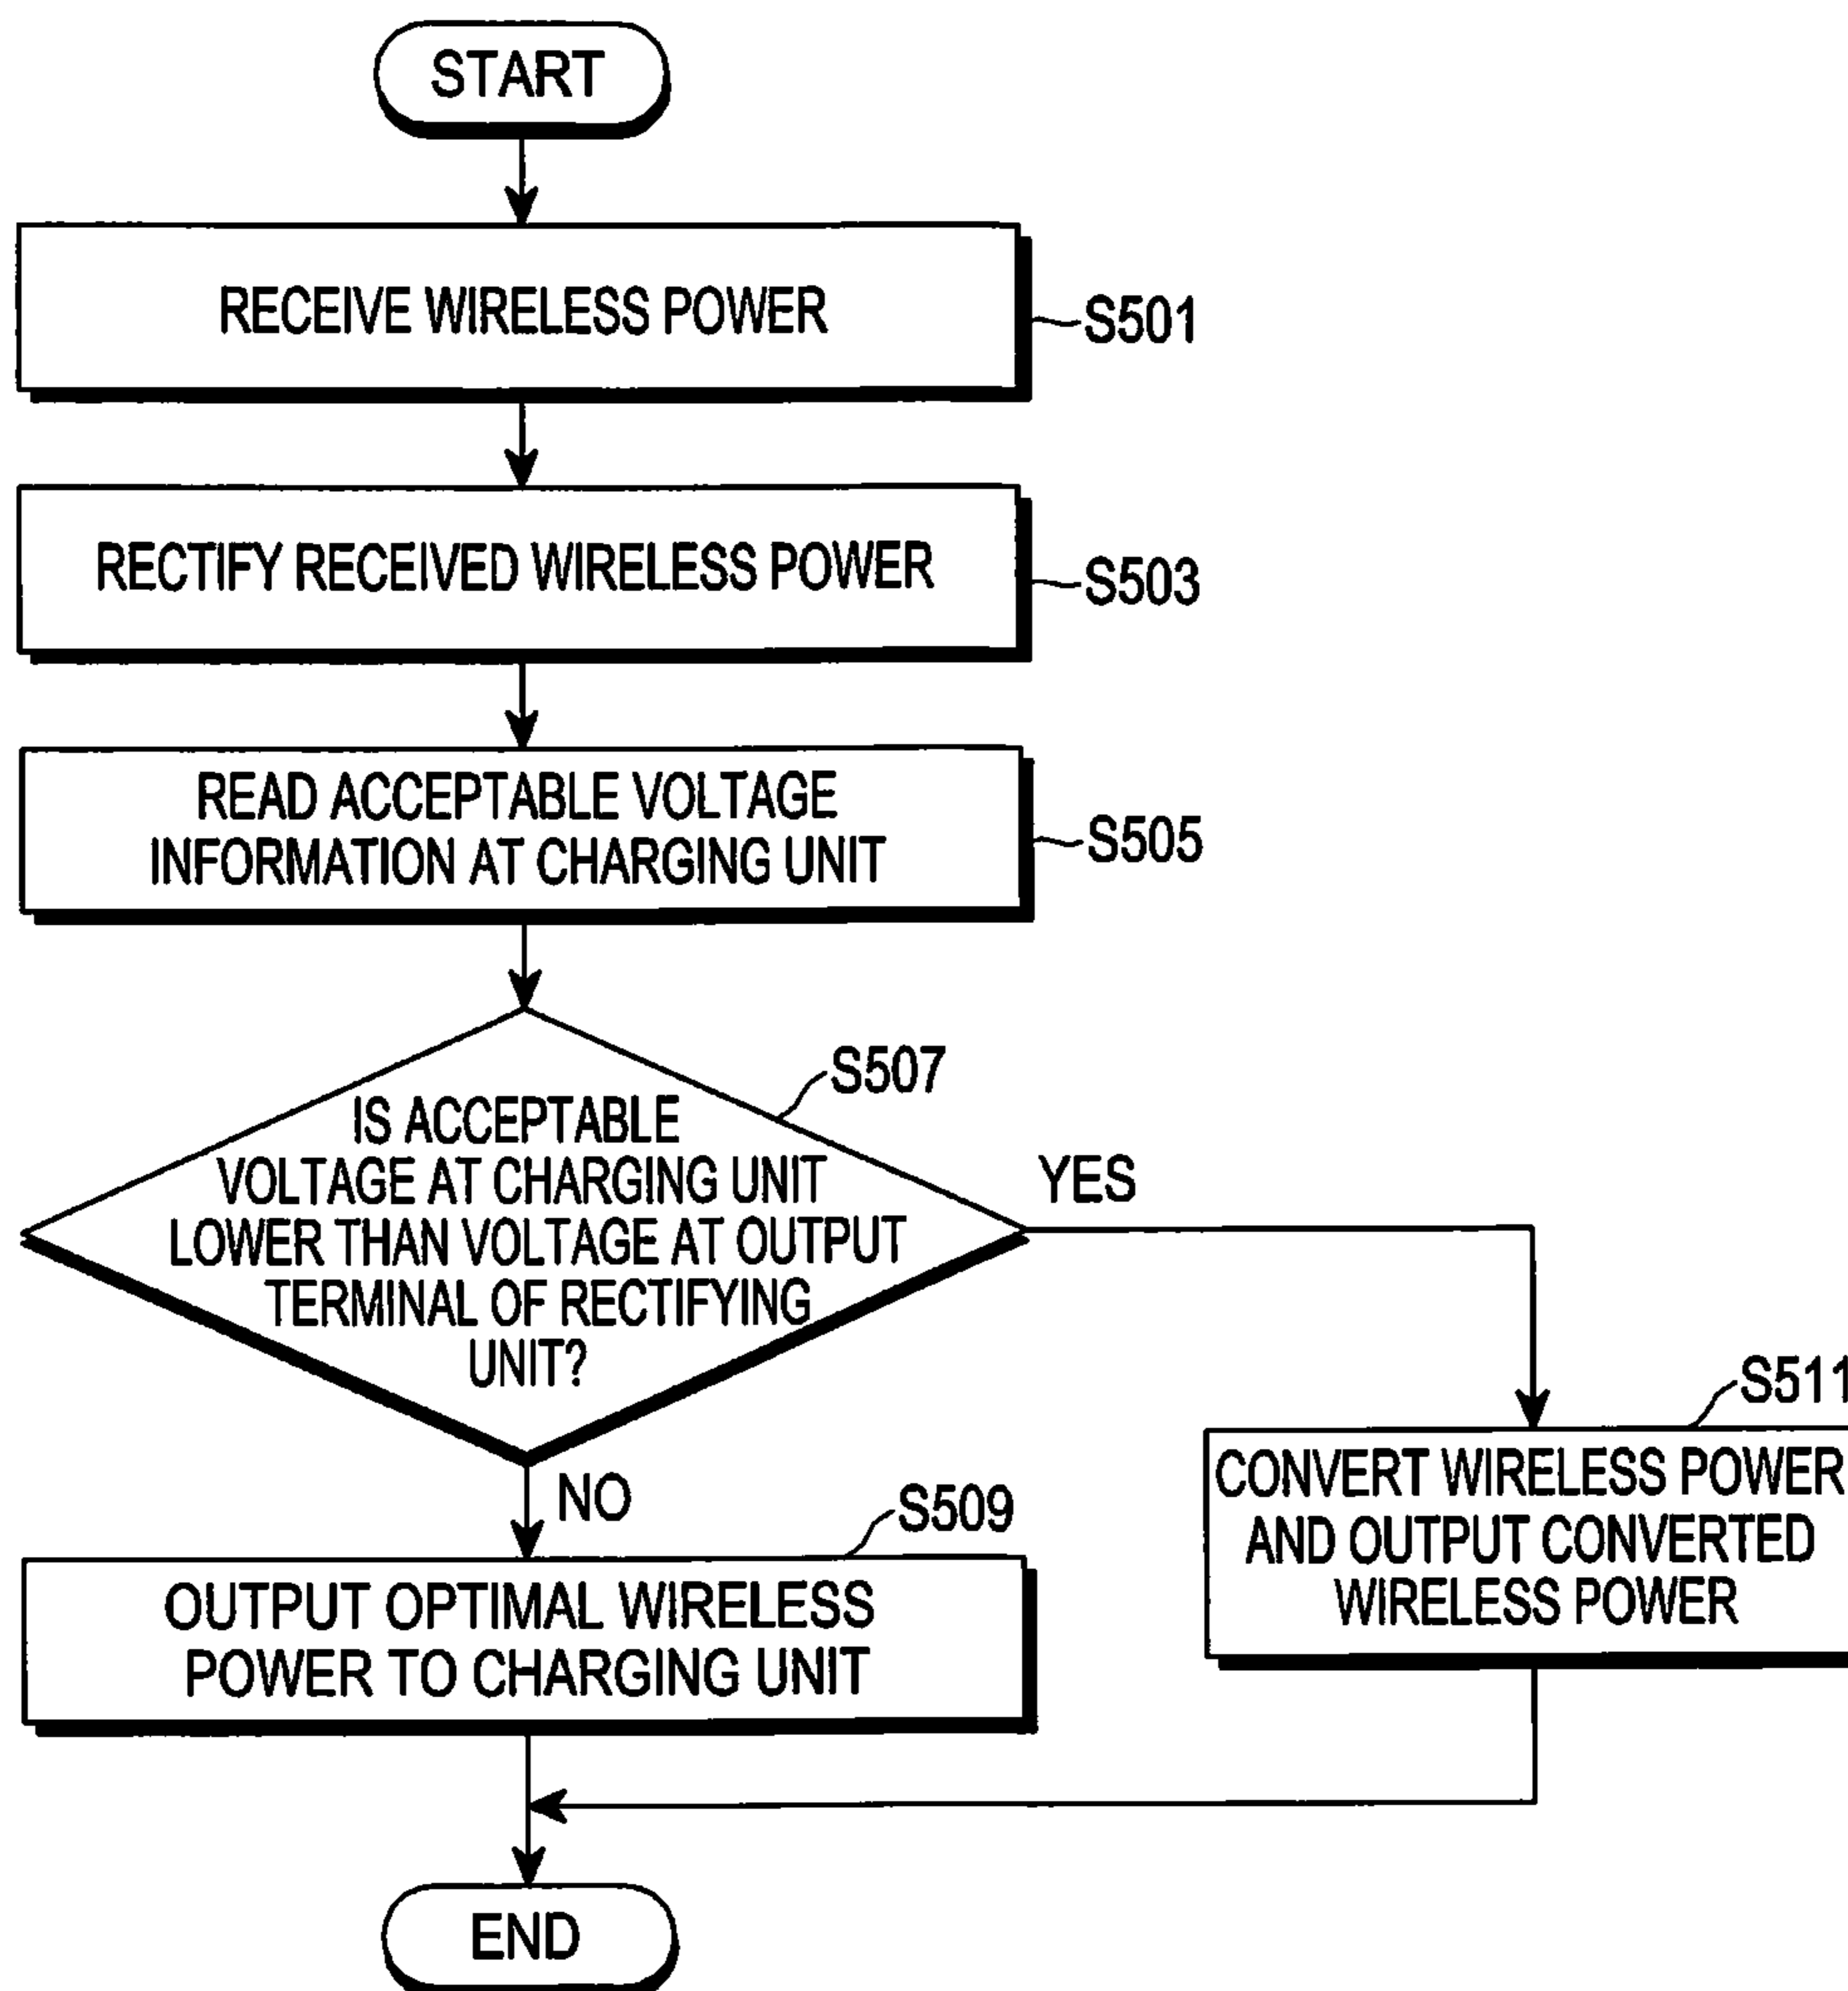 START
RECEIVE WIRELESS POWER
S501
RECTIFY RECEIVED WIRELESS POWER
S503
READ ACCEPTABLE VOLTAGE
INFORMATION AT CHARGING UNIT
S505
S507
IS ACCEPTABLE
VOLTAGE AT CHARGING UNIT
LOWER THAN VOLTAGE AT OUTPUT
TERMINAL OF RECTIFYING
UNIT?
YES
NO
S511
CONVERT WIRELESS POWER
AND OUTPUT CONVERTED
WIRELESS POWER
S509
OUTPUT OPTIMAL WIRELESS
POWER TO CHARGING UNIT
END